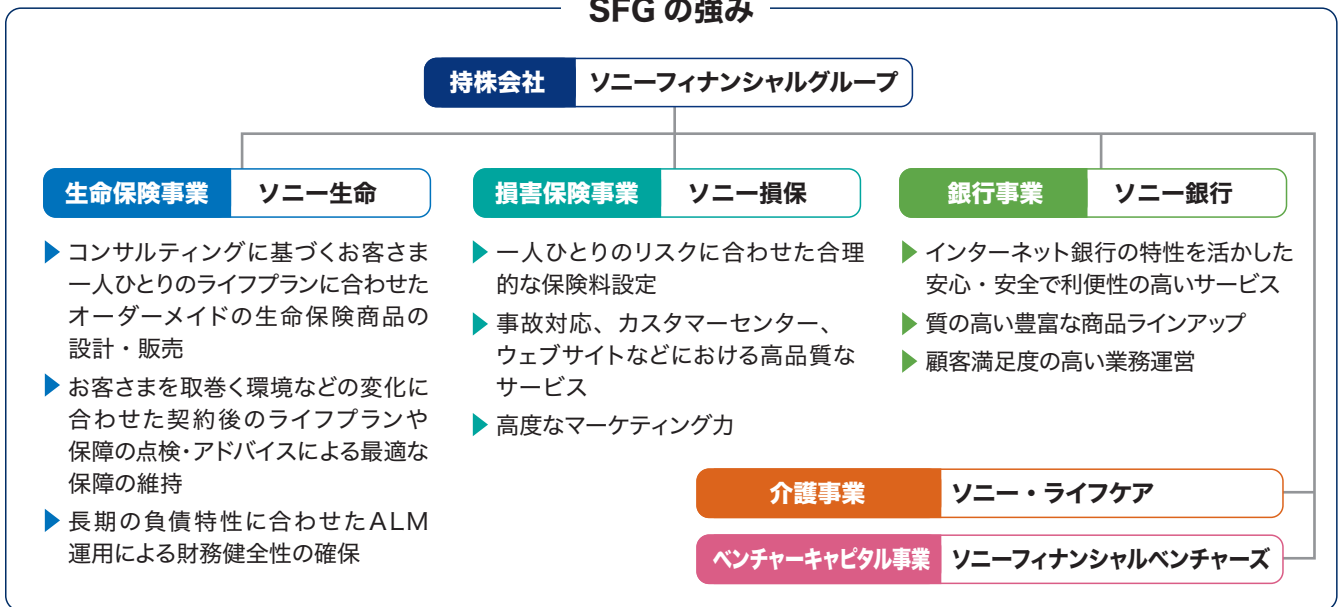 SFG の強み
持株会社 ソニーフィナンシャルグループ
生命保険事業 ソニー生命
コンサルティングに基づくお客さま
一人ひとりのライフプランに合わせた
オーダーメイドの生命保険商品の
設計・販売
お客さまを取巻く環境などの変化に
合わせた契約後のライフプランや
保障の点検・アドバイスによる最適な
保障の維持
長期の負債特性に合わせたALM
運用による財務健全性の確保
損害保険事業 ソニー損保
一人ひとりのリスクに合わせた合理
的な保険料設定
事故対応、カスタマーセンター、
ウェブサイトなどにおける高品質な
サービス
高度なマーケティング力
銀行事業 ソニー銀行
インターネット銀行の特性を活かした
安心・安全で利便性の高いサービス
質の高い豊富な商品ラインアップ
顧客満足度の高い業務運営
介護事業 ソニー・ライフケア
ベンチャーキャピタル事業 ソニーフィナンシャルベンチャーズ